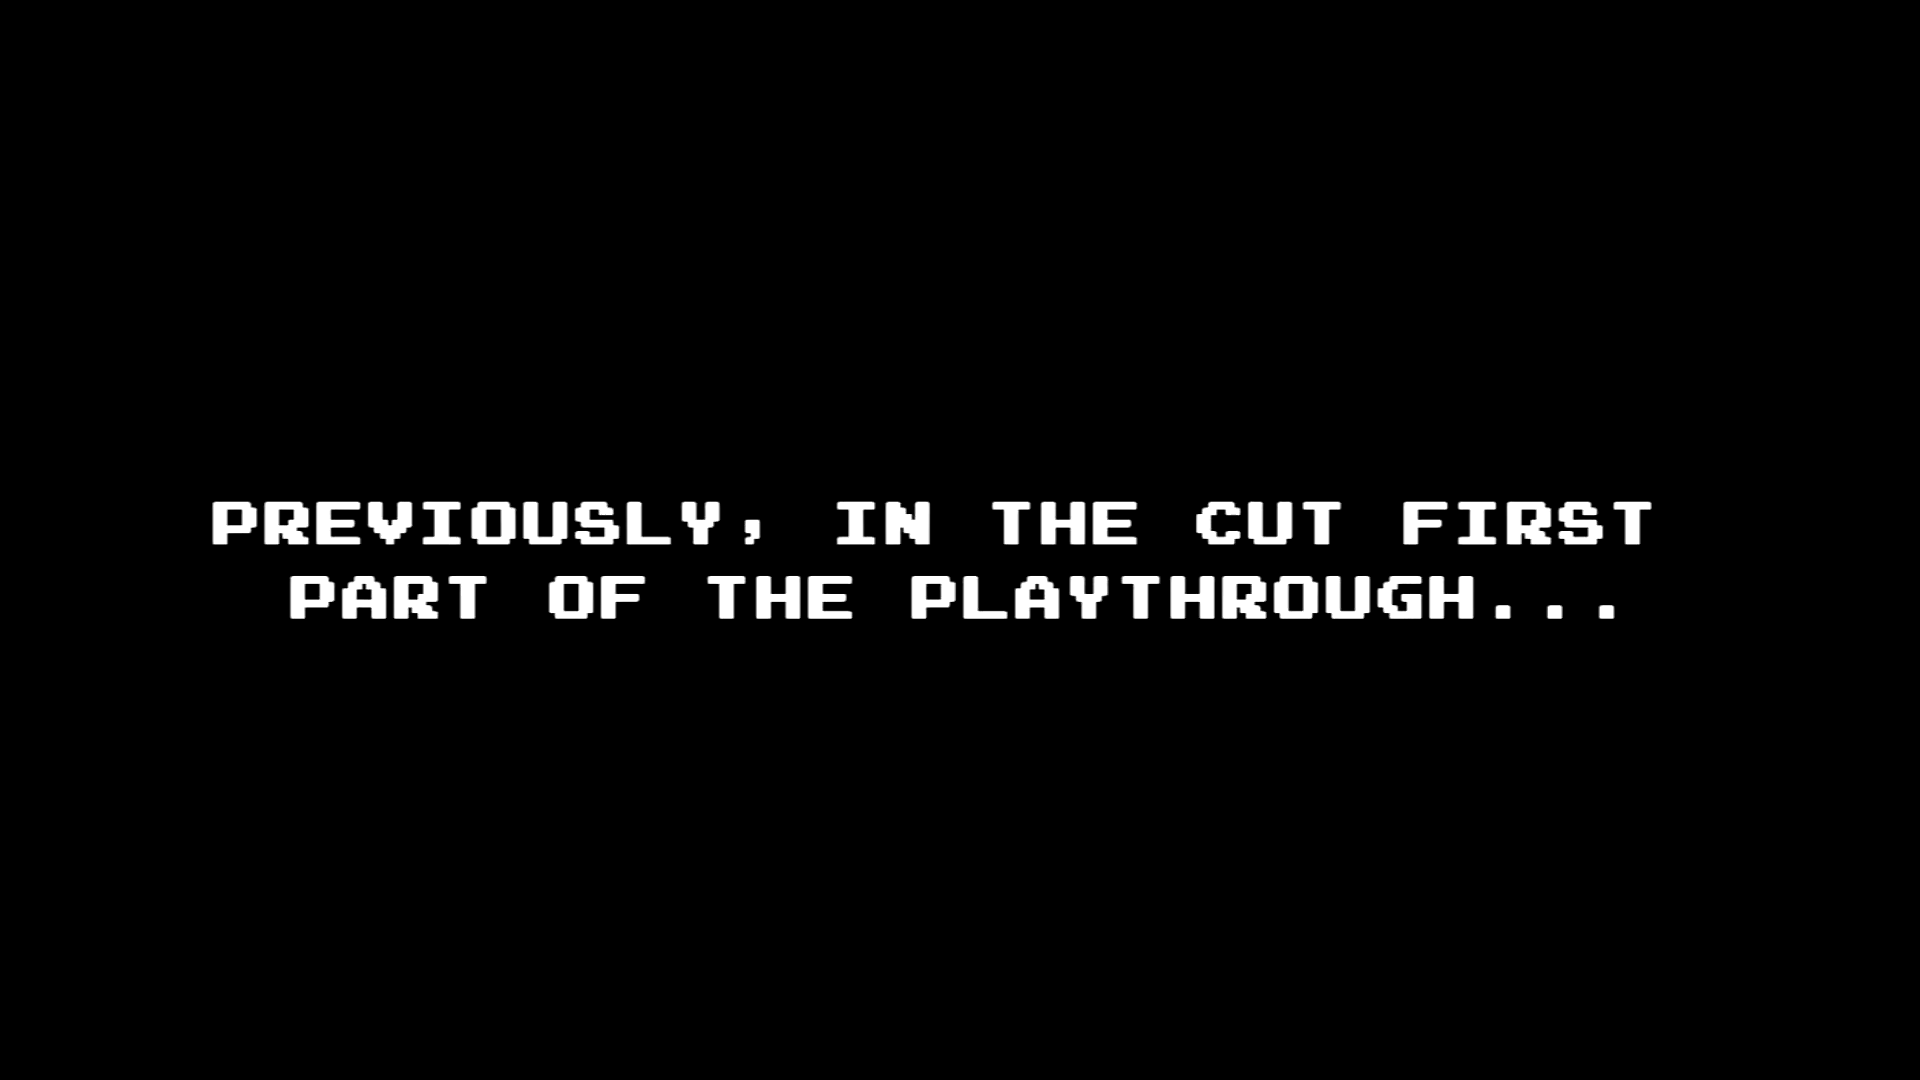 PREVIOUSLY, IN THE CUT FIRST
PART OF THE PLAYTHROUGH...